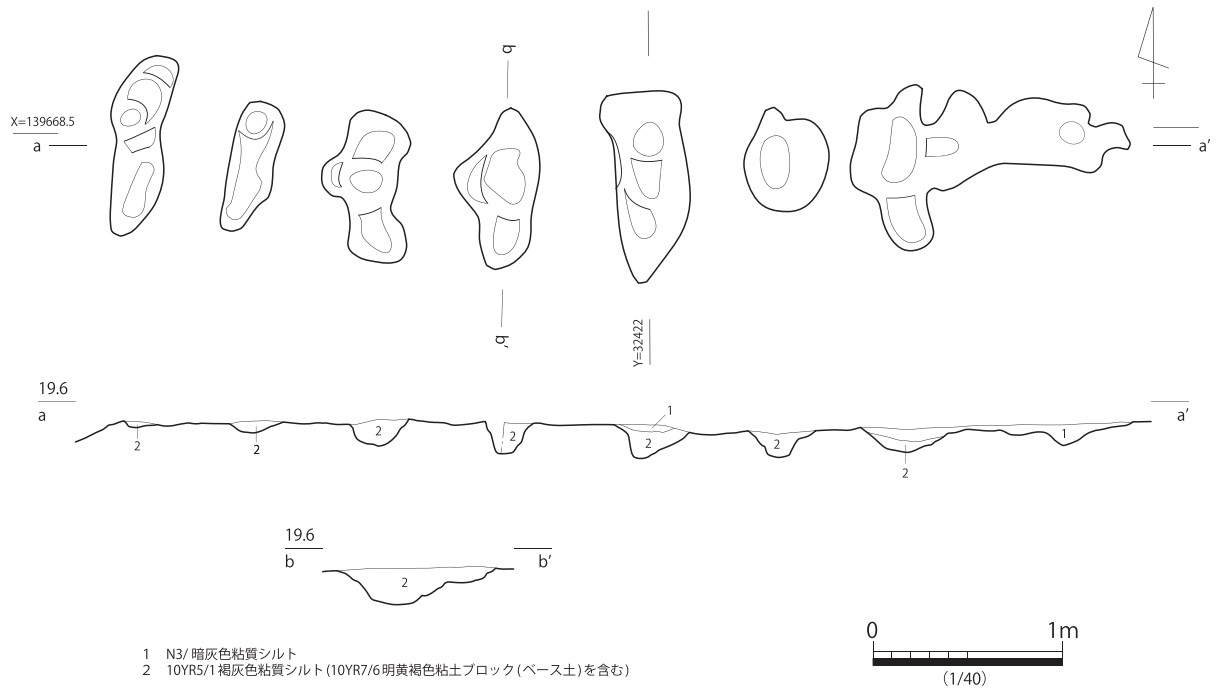 b
X=139668.5
a
a’
b’
Y=32422
19.6
a
a’
1
2
2
2
2
2
2
2
1
19.6
b
b’
2
1 N3/ 暗灰色粘質シルト
2 10YR5/1 褐灰色粘質シルト (10YR7/6 明黄褐色粘土ブロック ( ベース土 ) を含む )
0 1m
（1/40）